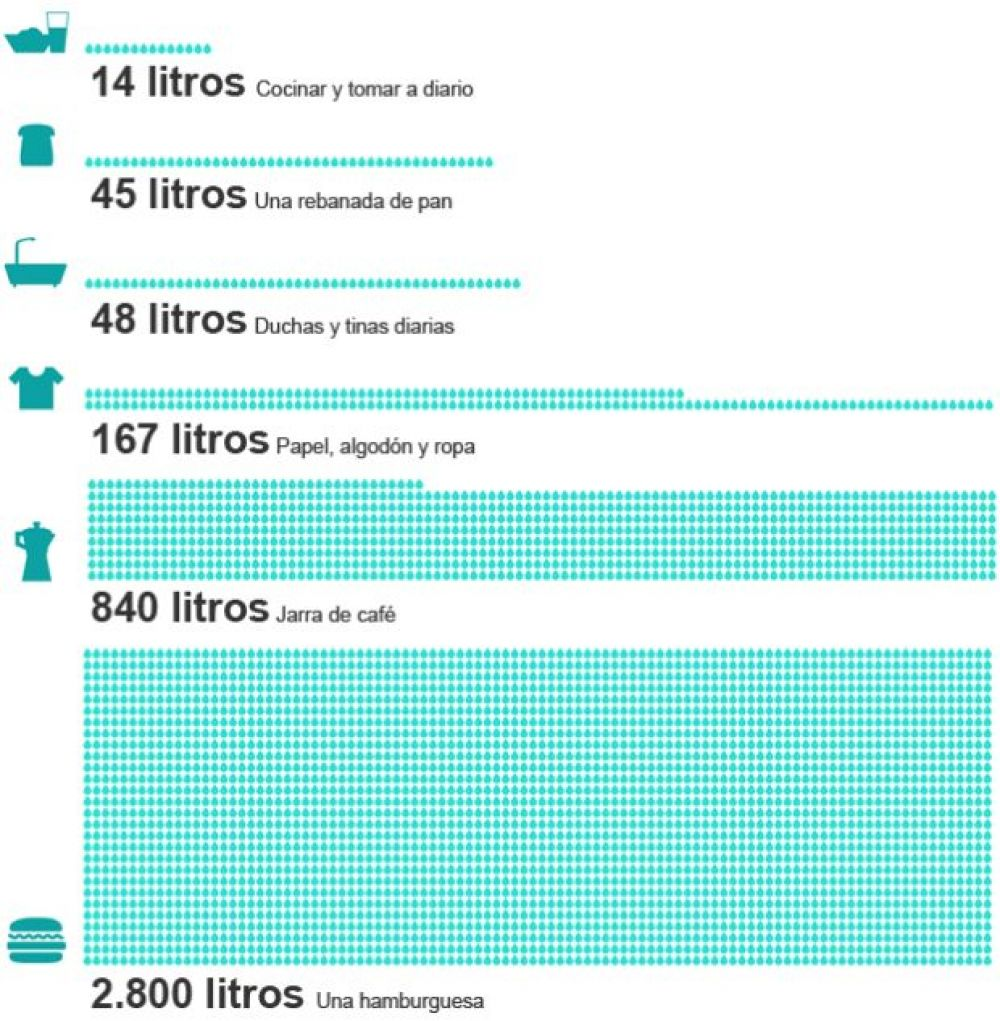 14 litros Cocinar y tomar a diario
45 litros Una rebanada de pan
48 litros Duchas y tinas diarias
167 litros Papel, algodón y ropa
840 litros Jarra de café
2.800 litros Una hamburguesa